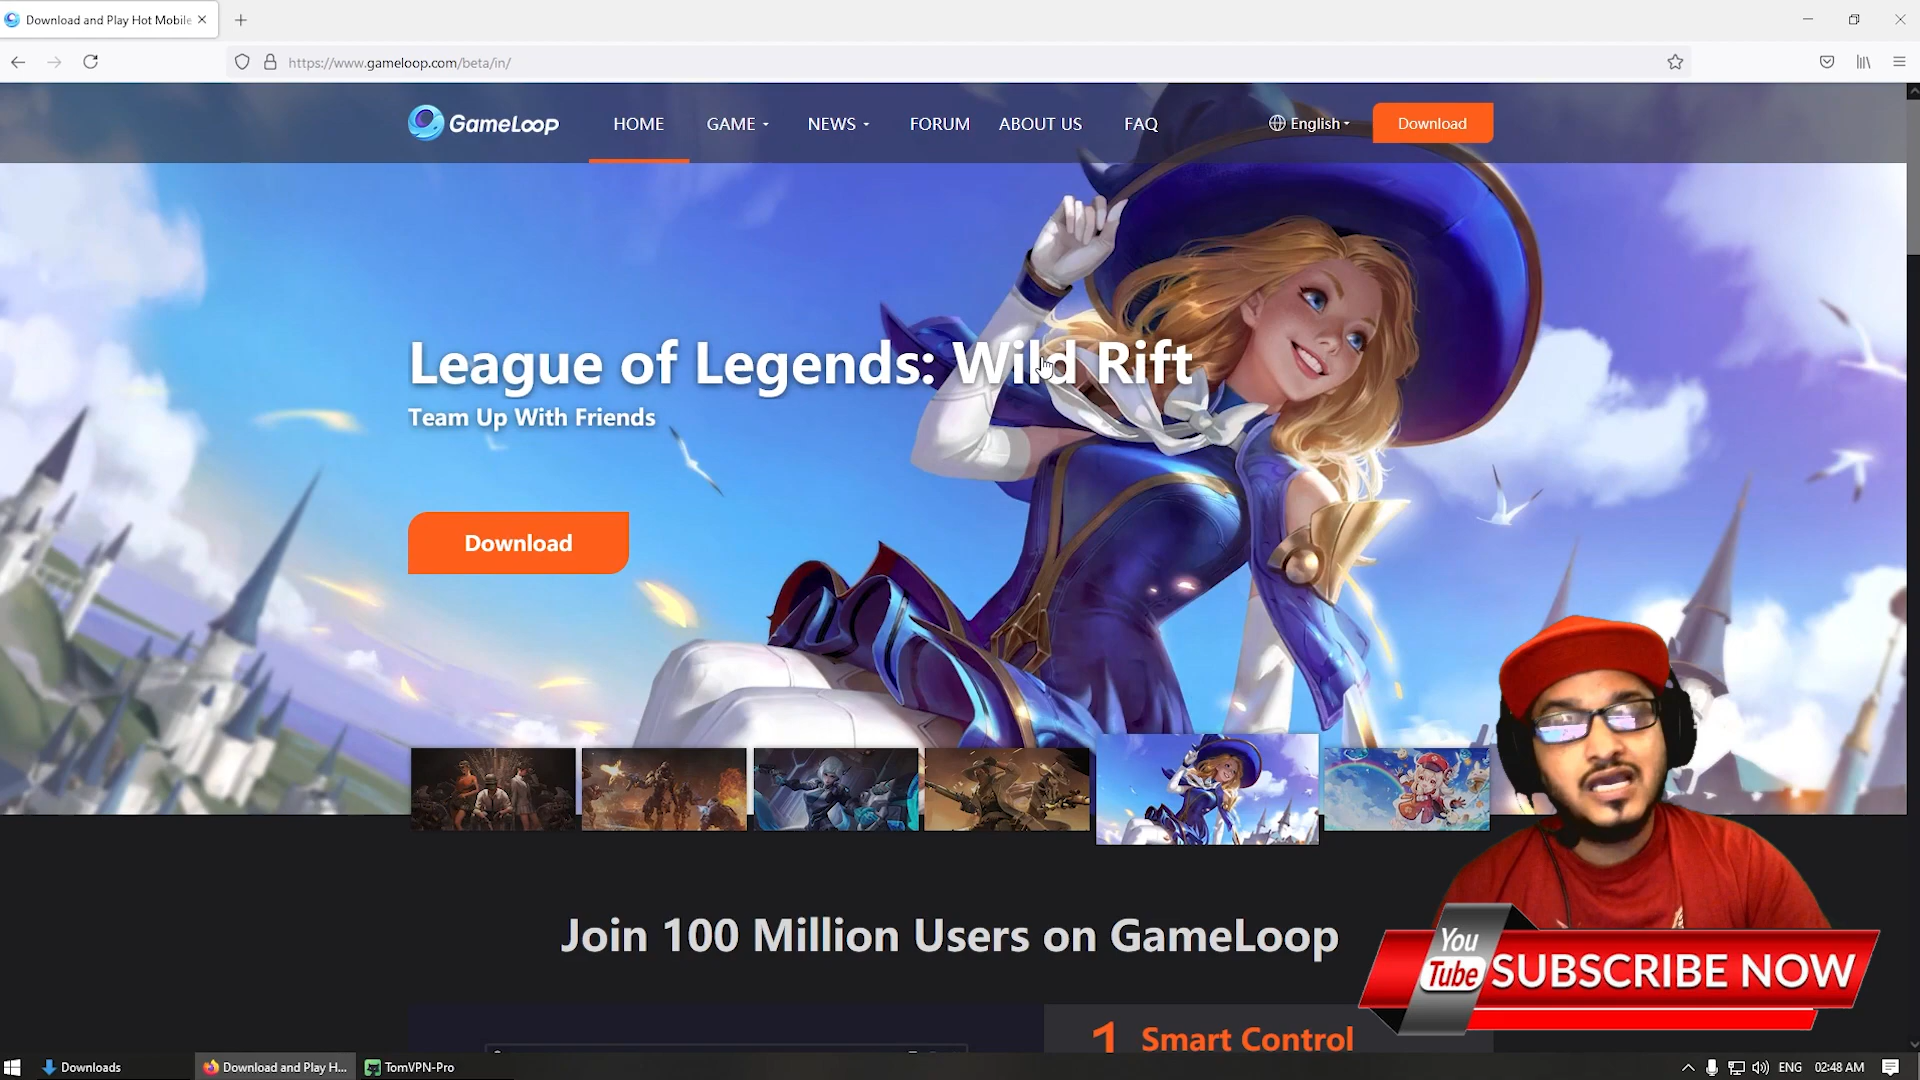 Download and Play Hot Mobile
https://www.gameloop.com/beta/in/
GameLoop
HOME
GAME
NEWS
FORUM
ABOUT US
FAQ
English
Download
League of Legends: Wild Rift
Team Up With Friends
Download
Join 100 Million Users on GameLoop
You
Tube
SUBSCRIBE NOW
1 Smart Control
Downloads
Download and Play H...
TomVPN-Pro
ENG
02:48 AM